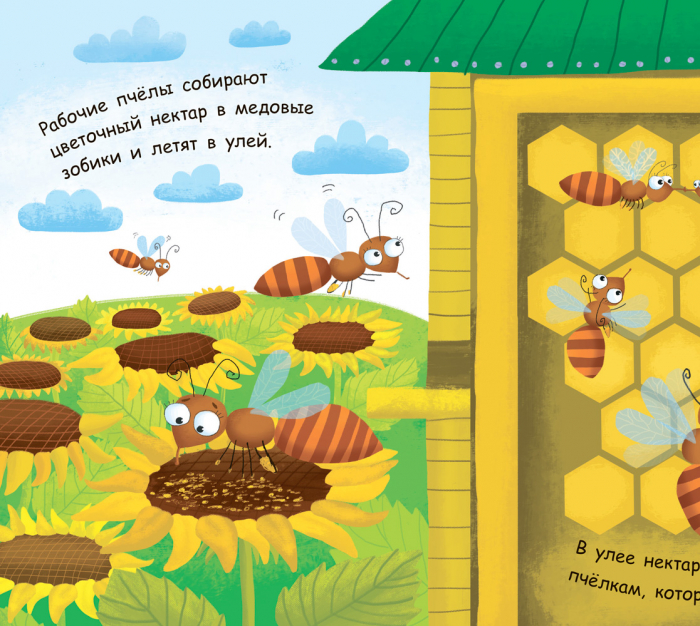 Рабочие пчёлы собирают
цветочный нектар в медовые
зобики и летят в улей.
В улее нектар
пчёлкам, котор